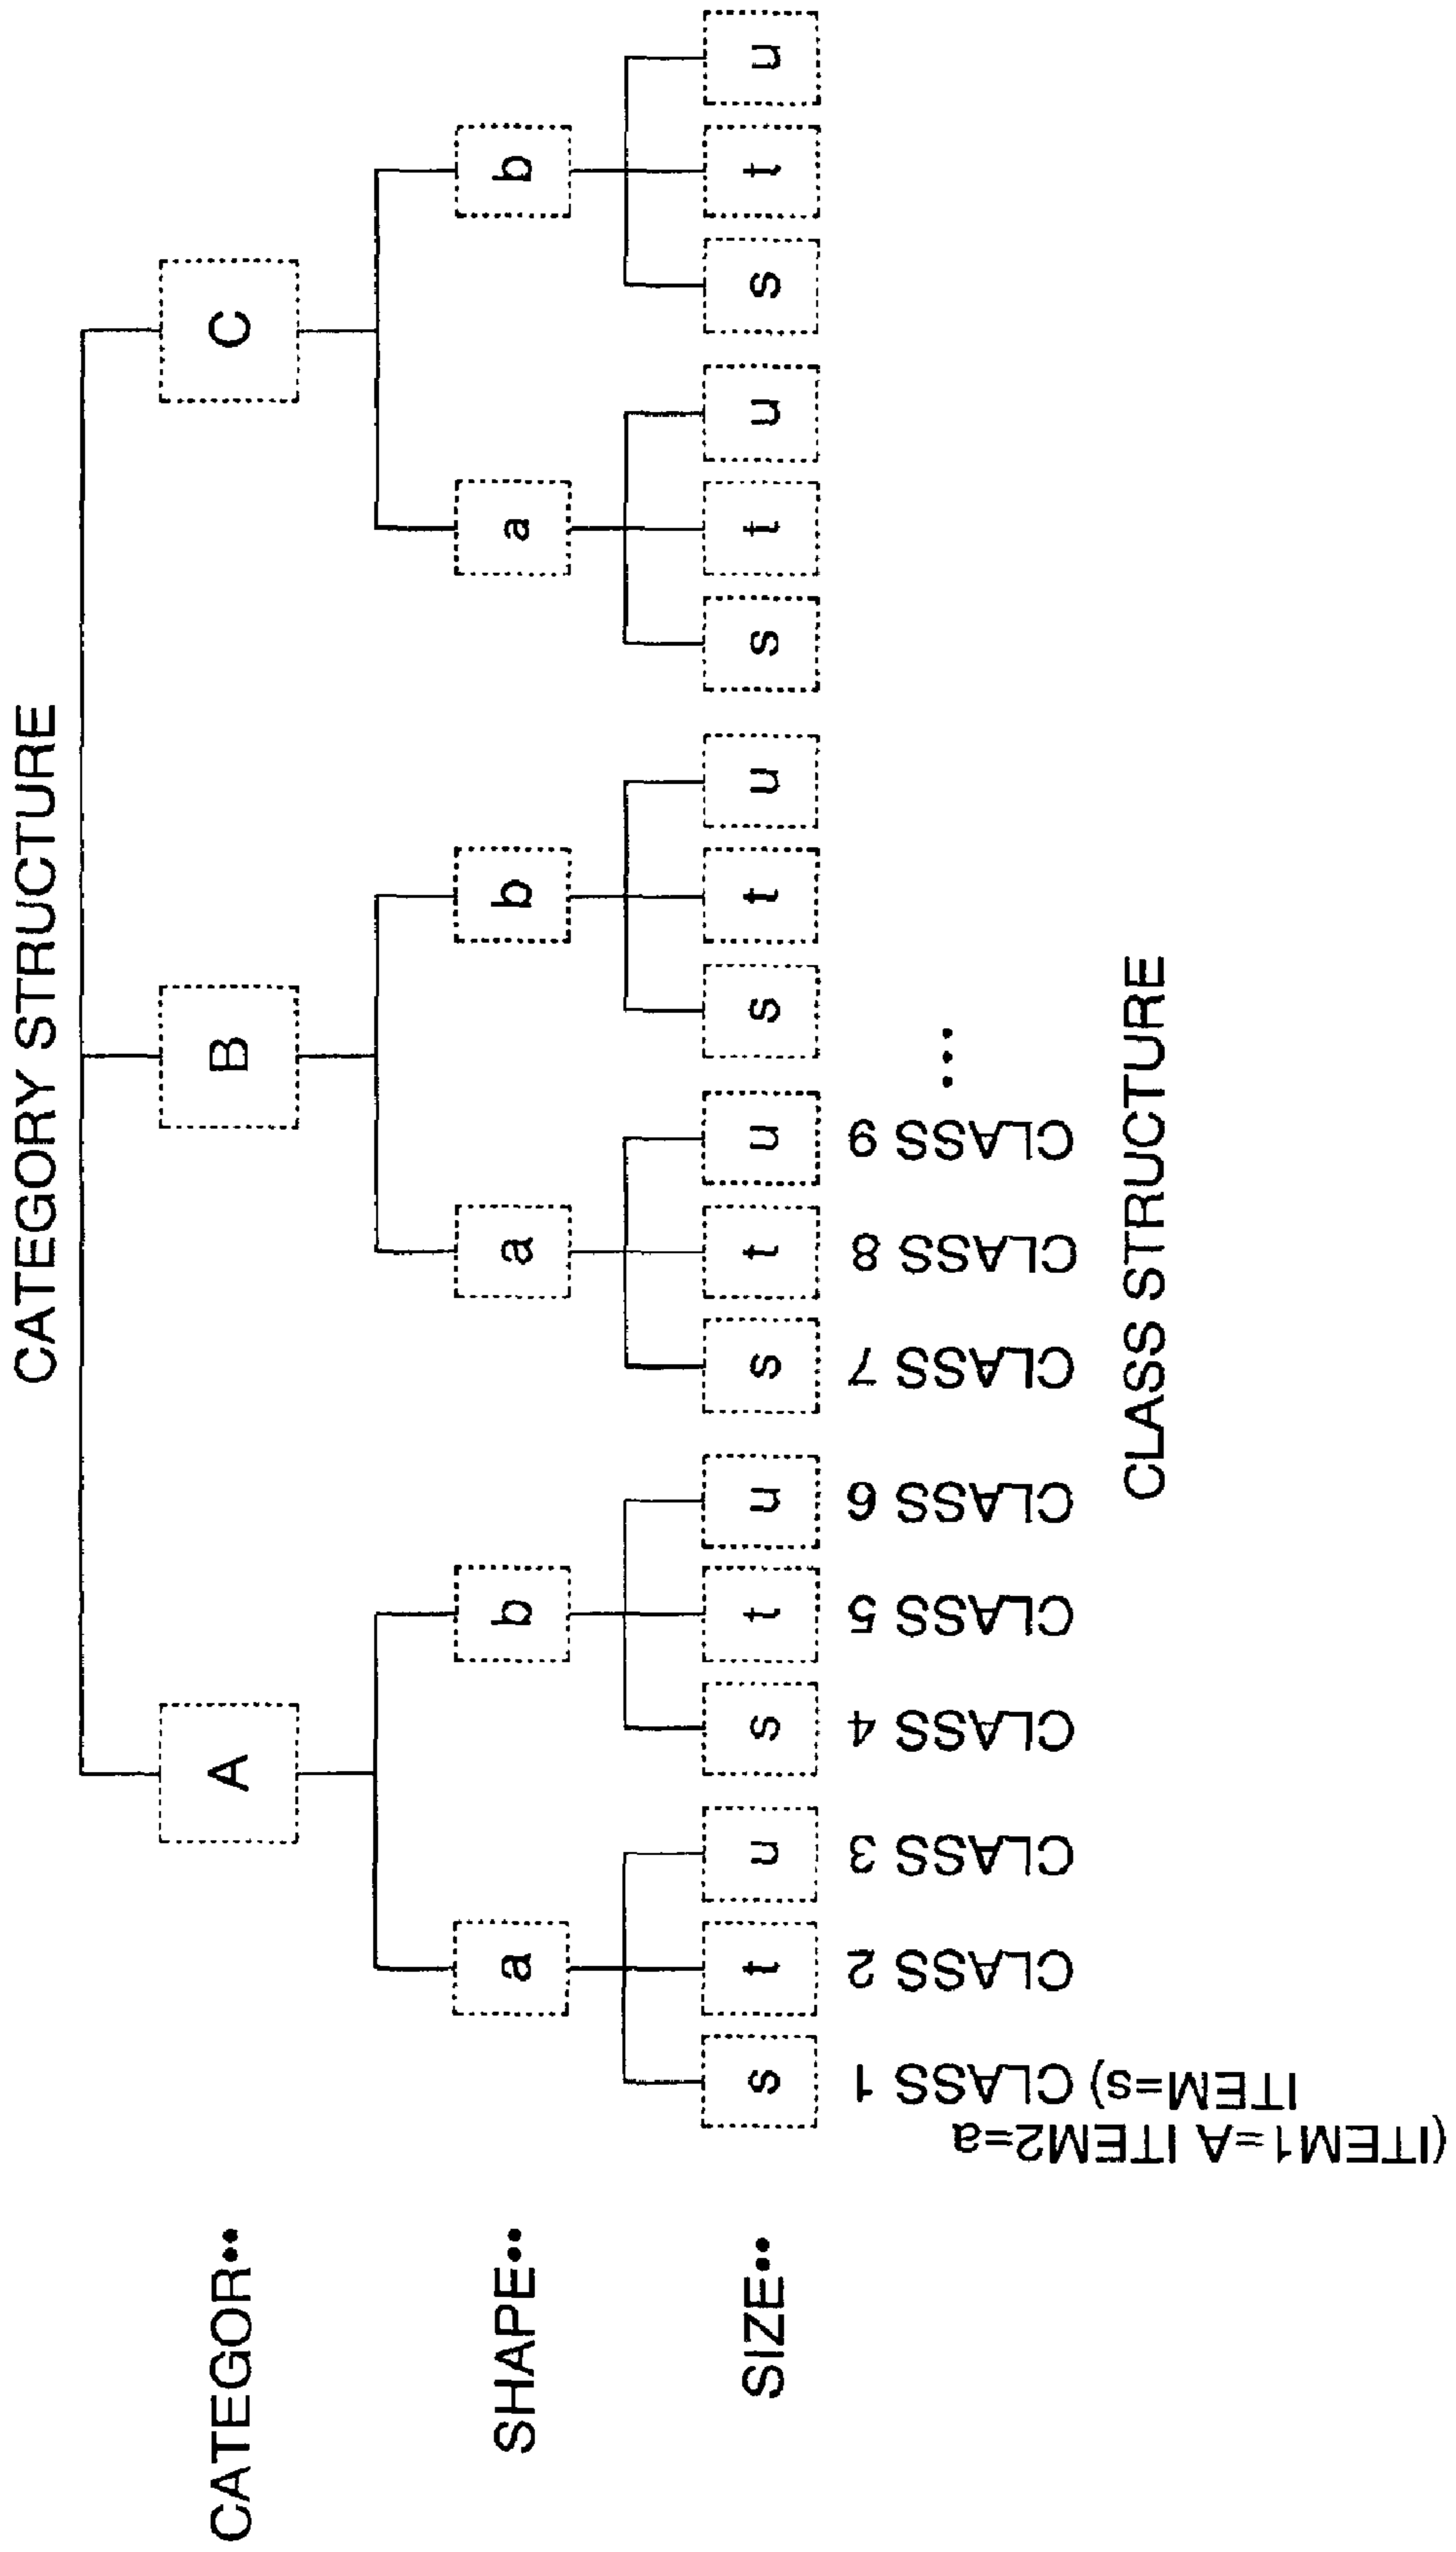 CATEGORY STRUCTURE
CATEGOR•• A B C
SHAPE•• a b a b a b
SIZE•• s t u s t u s t u s t u s t u s t u
CLASS 1 CLASS 2 CLASS 3 CLASS 4 CLASS 5 CLASS 6 CLASS 7 CLASS 8 CLASS 9 •••
(ITEM1=A ITEM2=a
ITEM=s)
CLASS STRUCTURE